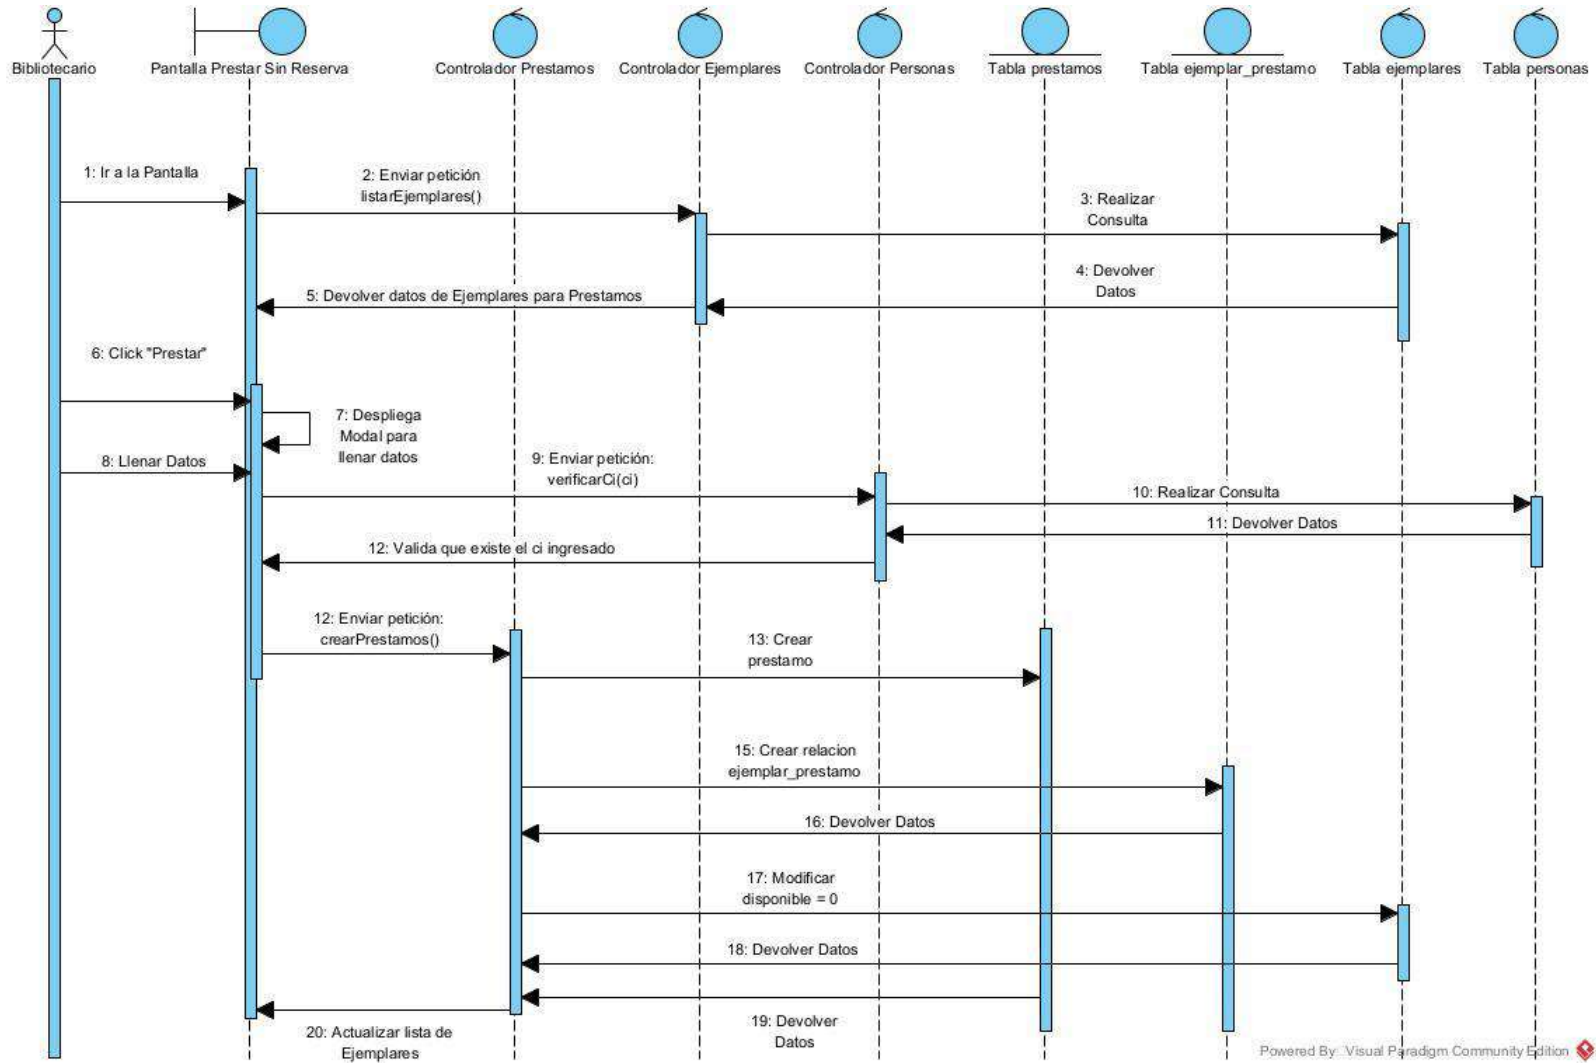 Bibliotecario
Pantalla Prestar Sin Reserva
Controlador Prestamos
Controlador Ejemplares
Controlador Personas
Tabla prestamos
Tabla ejemplar_prestamo
Tabla ejemplares
Tabla personas
1: Ir a la Pantalla
2: Enviar petición
listarEjemplares()
3: Realizar
Consulta
4: Devolver
Datos
5: Devolver datos de Ejemplares para Prestamos
6: Click "Prestar"
7: Despliega
Modal para
llenar datos
8: Llenar Datos
9: Enviar petición:
verificarCi(ci)
10: Realizar Consulta
11: Devolver Datos
12: Valida que existe el ci ingresado
12: Enviar petición:
crearPrestamos()
13: Crear
prestamo
15: Crear relacion
ejemplar_prestamo
16: Devolver Datos
17: Modificar
disponible = 0
18: Devolver Datos
19: Devolver
Datos
20: Actualizar lista de
Ejemplares
Powered By: Visual Paradigm Community Edition